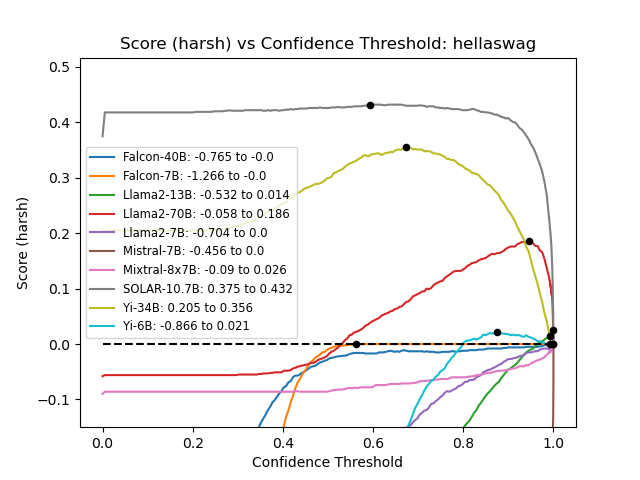 Score (harsh) vs Confidence Threshold: hellaswag
0.5
0.4
0.3
0.2
0.1
0.0
−0.1
Score (harsh)
Falcon-40B: -0.765 to -0.0
Falcon-7B: -1.266 to -0.0
Llama2-13B: -0.532 to 0.014
Llama2-70B: -0.058 to 0.186
Llama2-7B: -0.704 to 0.0
Mistral-7B: -0.456 to 0.0
Mixtral-8x7B: -0.09 to 0.026
SOLAR-10.7B: 0.375 to 0.432
Yi-34B: 0.205 to 0.356
Yi-6B: -0.866 to 0.021
0.0 0.2 0.4 0.6 0.8 1.0
Confidence Threshold